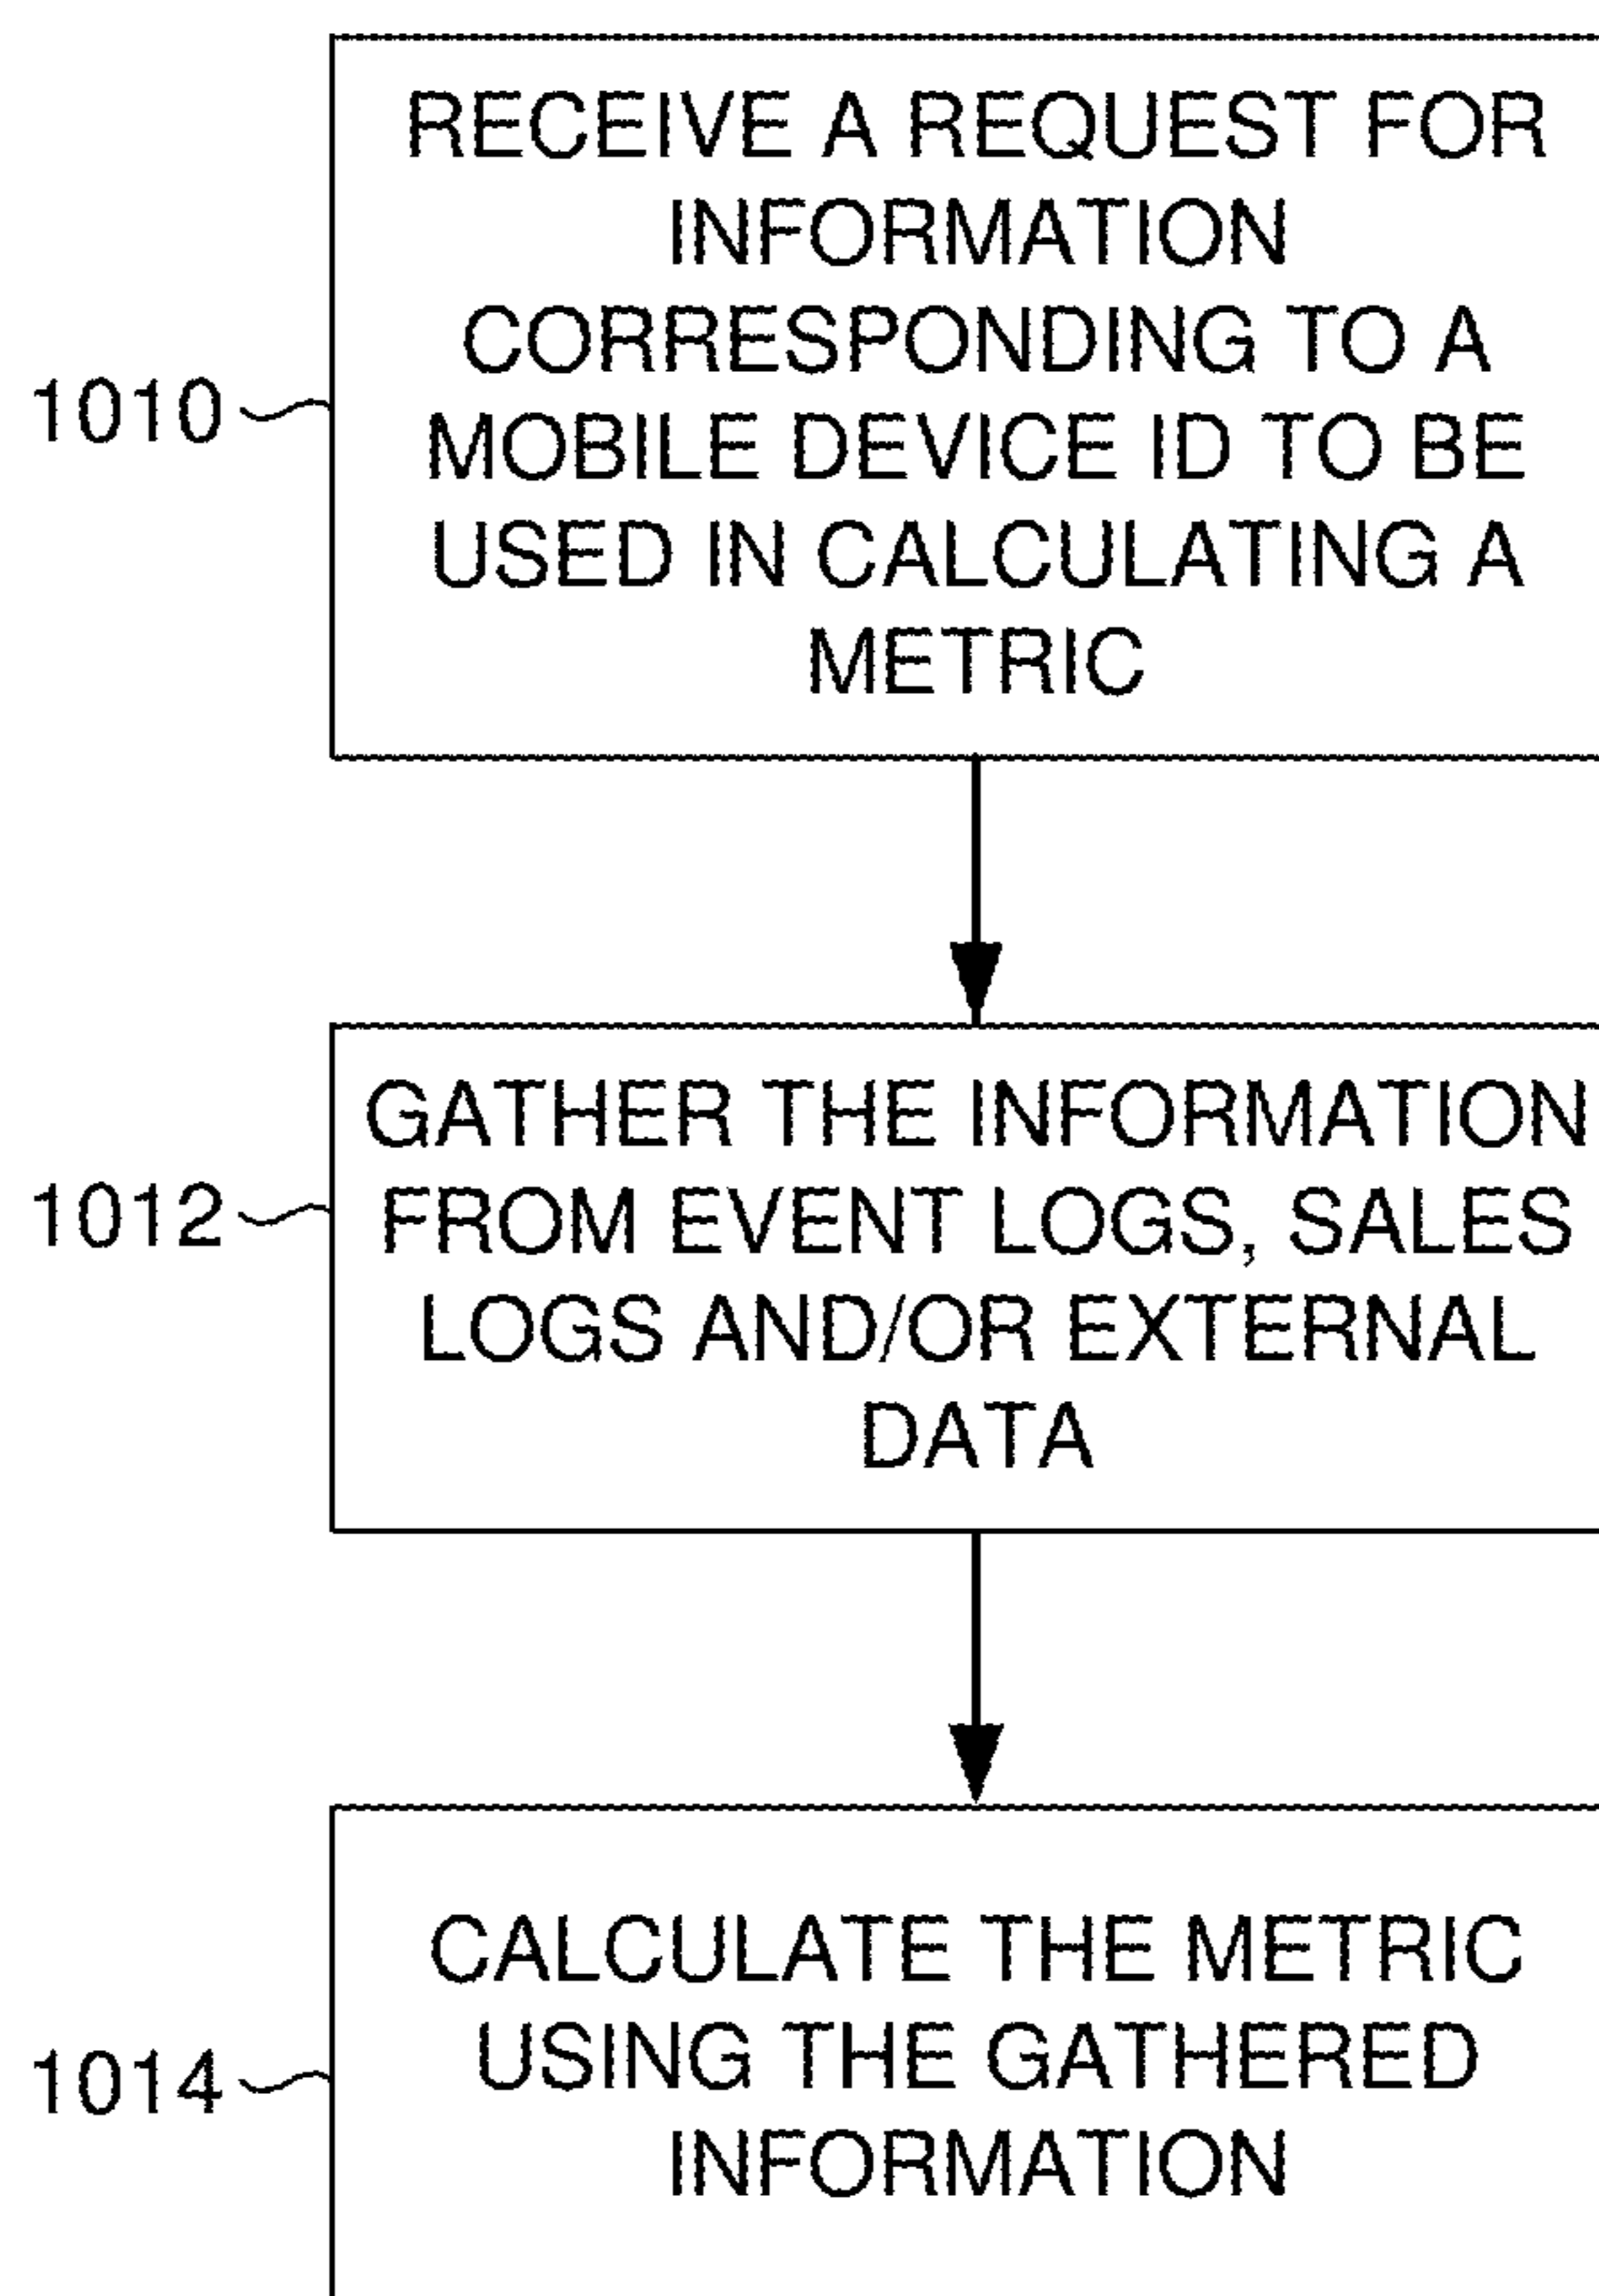 RECEIVE A REQUEST FOR
INFORMATION
CORRESPONDING TO A
1010
MOBILE DEVICE ID TO BE
USED IN CALCULATING A
METRIC
GATHER THE INFORMATION
1012
FROM EVENT LOGS, SALES
LOGS AND/OR EXTERNAL
DATA
CALCULATE THE METRIC
USING THE GATHERED
1014
INFORMATION